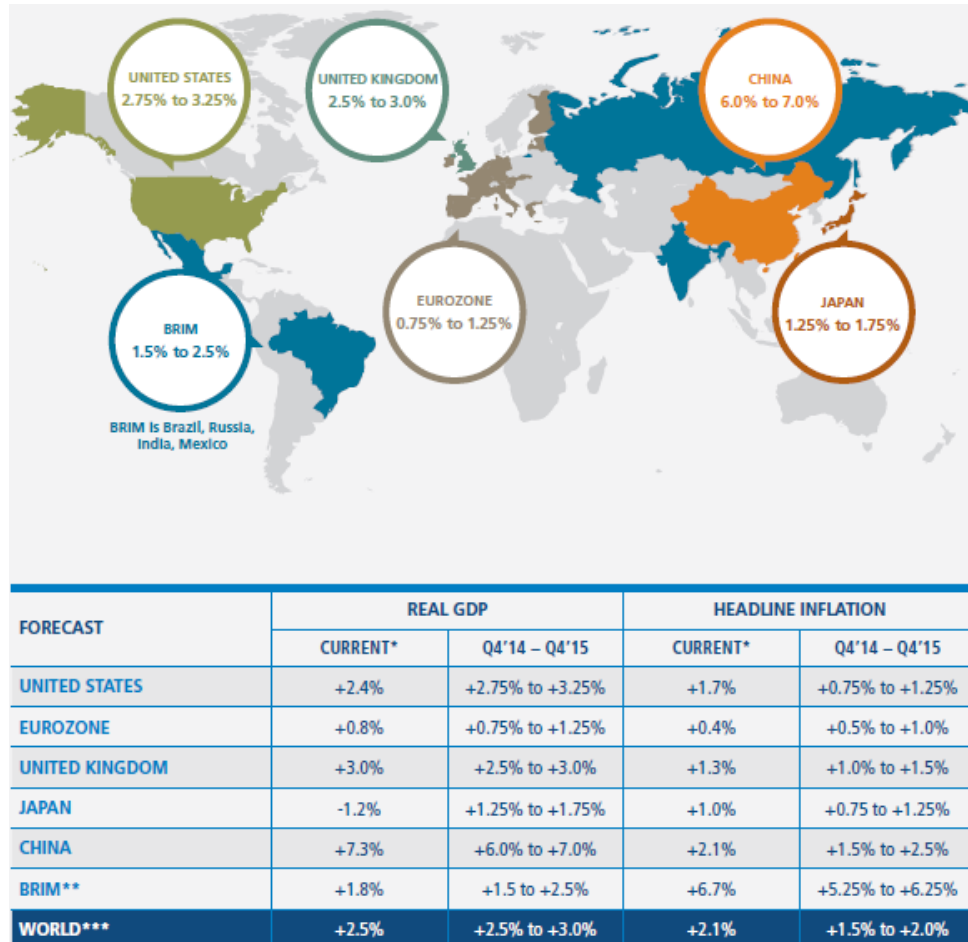 UNITED STATES
2.75% to 3.25%
UNITED KINGDOM
2.5% to 3.0%
CHINA
6.0% to 7.0%
BRIM
1.5% to 2.5%
EUROZONE
0.75% to 1.25%
JAPAN
1.25% to 1.75%
BRIM is Brazil, Russia,
India, Mexico
FORECAST REAL GDP HEADLINE INFLATION
CURRENT* Q4'14 – Q4'15 CURRENT* Q4'14 – Q4'15
UNITED STATES +2.4% +2.75% to +3.25% +1.7% +0.75% to +1.25%
EUROZONE +0.8% +0.75% to +1.25% +0.4% +0.5% to +1.0%
UNITED KINGDOM +3.0% +2.5% to +3.0% +1.3% +1.0% to +1.5%
JAPAN -1.2% +1.25% to +1.75% +1.0% +0.75 to +1.25%
CHINA +7.3% +6.0% to +7.0% +2.1% +1.5% to +2.5%
BRIM** +1.8% +1.5 to +2.5% +6.7% +5.25% to +6.25%
WORLD*** +2.5% +2.5% to +3.0% +2.1% +1.5% to +2.0%